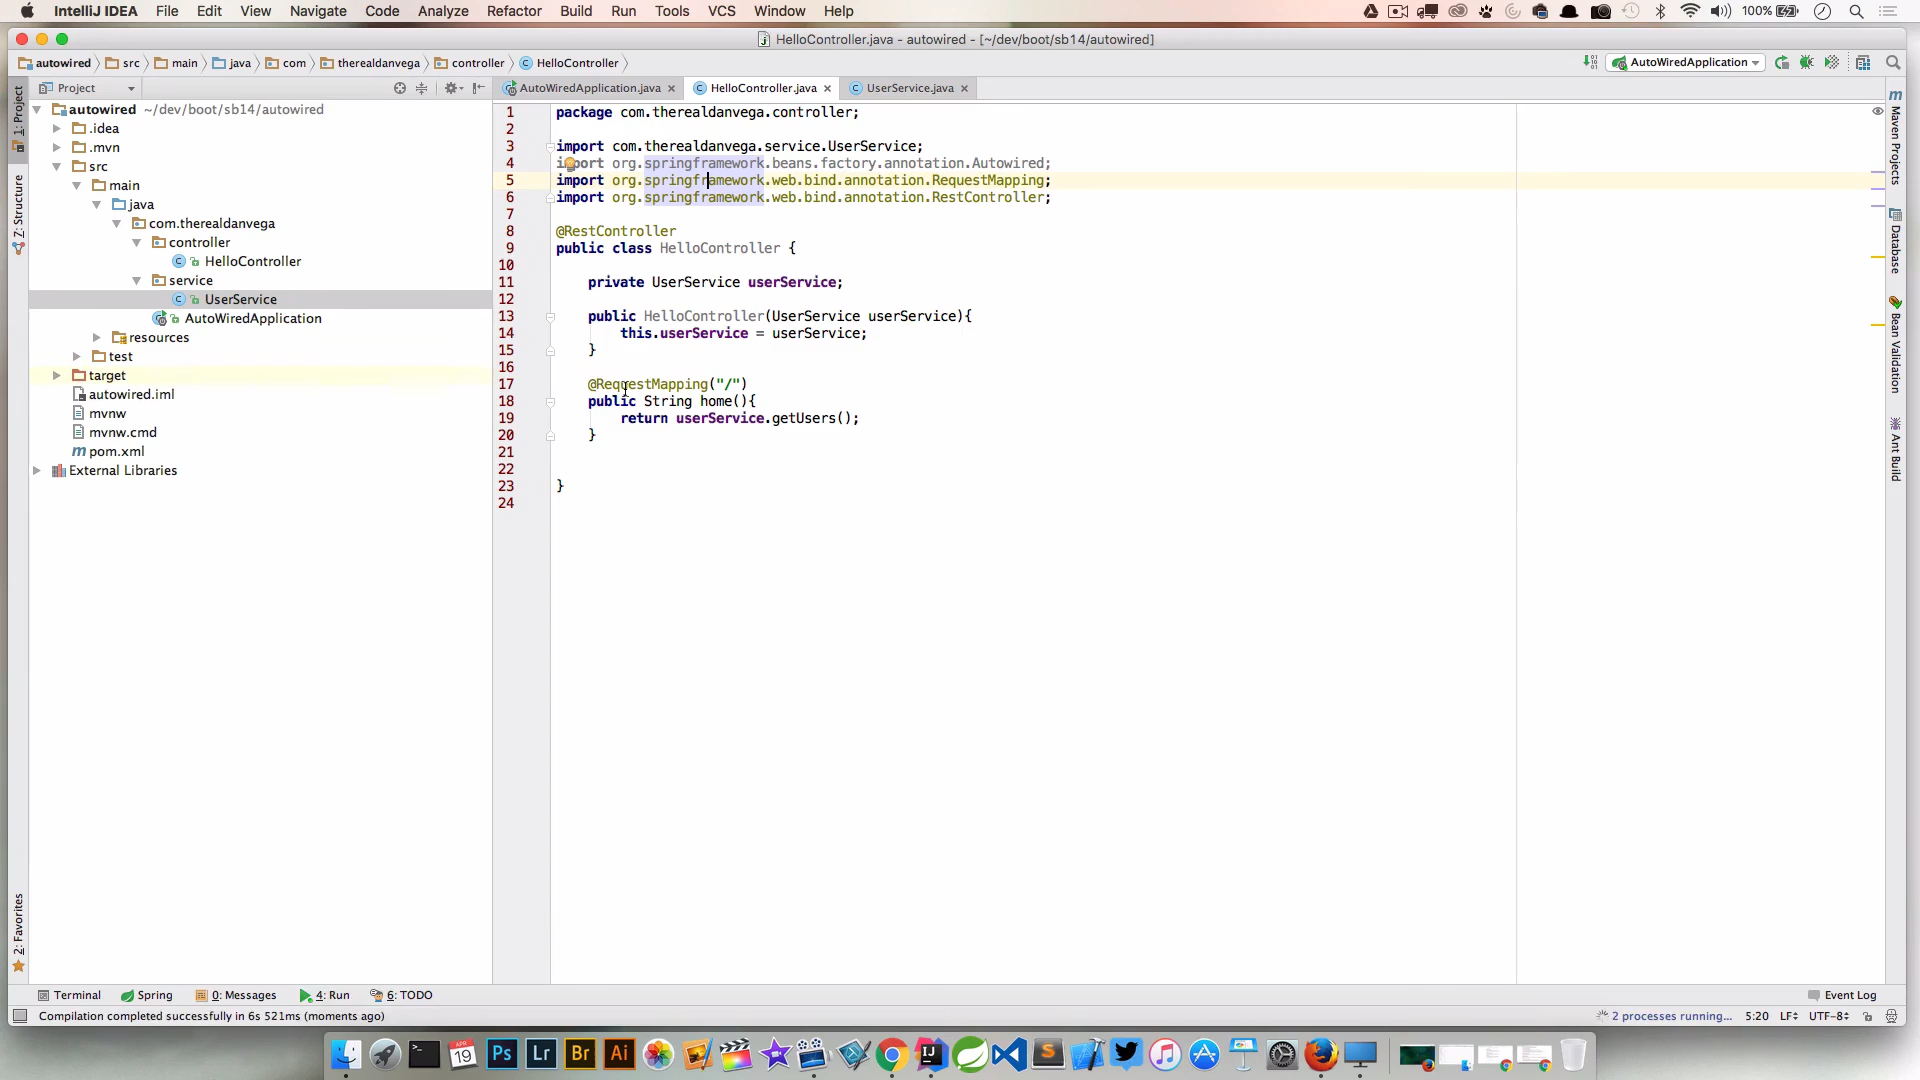 IntelliJ IDEA File Edit View Navigate Code Analyze Refactor Build Run Tools VCS Window Help 100%
HelloController.java - autowired - [~/dev/boot/sb14/autowired]
autowired src main java com therealdanvega controller HelloController AutoWiredApplication
Project AutoWiredApplication.java HelloController.java UserService.java
1: Project
Z: Structure
2: Favorites
autowired ~/dev/boot/sb14/autowired
.idea
.mvn
src
main
java
com.therealdanvega
controller
HelloController
service
UserService
AutoWiredApplication
resources
test
target
autowired.iml
mvnw
mvnw.cmd
pom.xml
External Libraries
1 package com.therealdanvega.controller;
2
3 import com.therealdanvega.service.UserService;
4 import org.springframework.beans.factory.annotation.Autowired;
5 import org.springframework.web.bind.annotation.RequestMapping;
6 import org.springframework.web.bind.annotation.RestController;
7
8 @RestController
9 public class HelloController {
10
11 private UserService userService;
12
13 public HelloController(UserService userService){
14 this.userService = userService;
15 }
16
17 @RequestMapping("/")
18 public String home(){
19 return userService.getUsers();
20 }
21
22
23 }
24
Maven Projects
Database
Bean Validation
Ant Build
Terminal Spring 0: Messages 4: Run 6: TODO Event Log
Compilation completed successfully in 6s 521ms (moments ago) 2 processes running... 5:20 LF UTF-8
APR
19 Ps Lr Br Ai IJ S